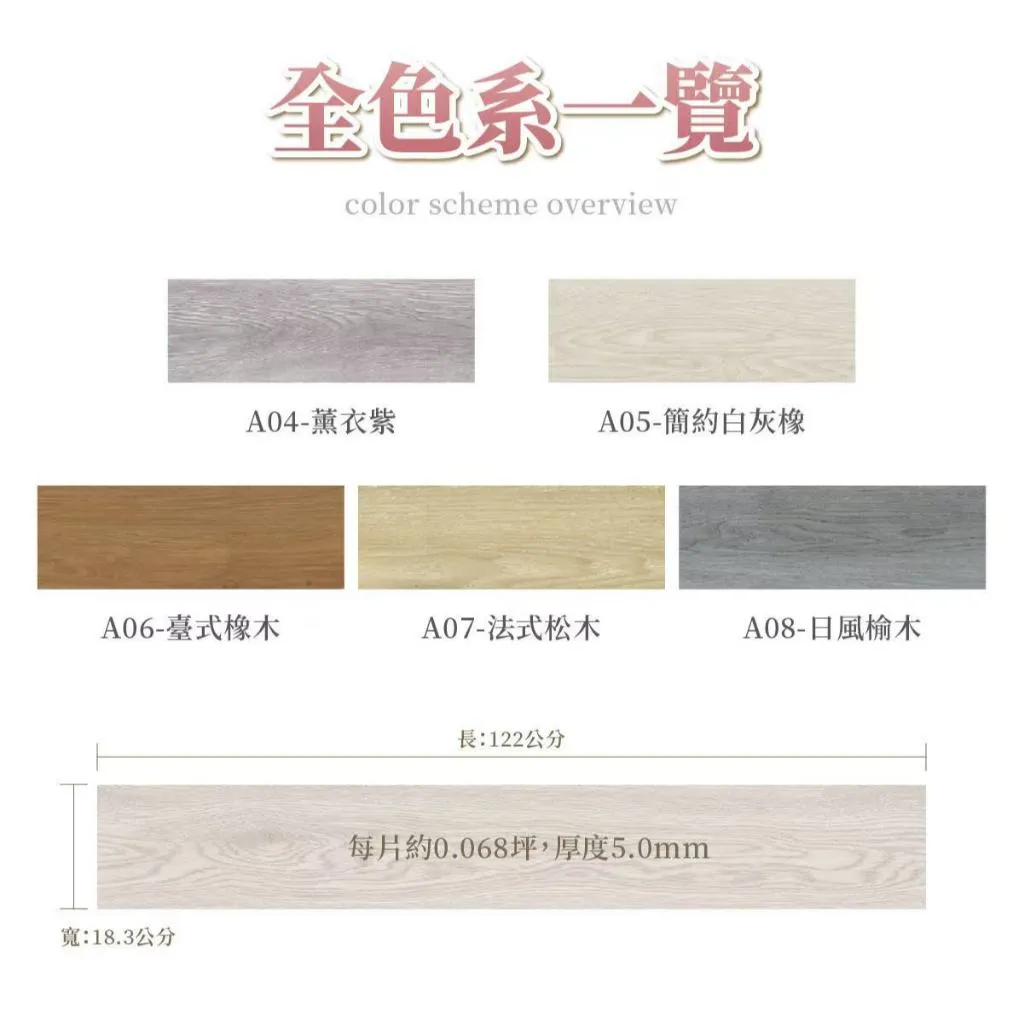 全色系一覽
color scheme overview
A04-薰衣紫
A05-簡約白灰橡
A06-臺式橡木
A07-法式松木
A08-日風榆木
長:122公分
每片約0.068坪,厚度5.0mm
寬:18.3公分